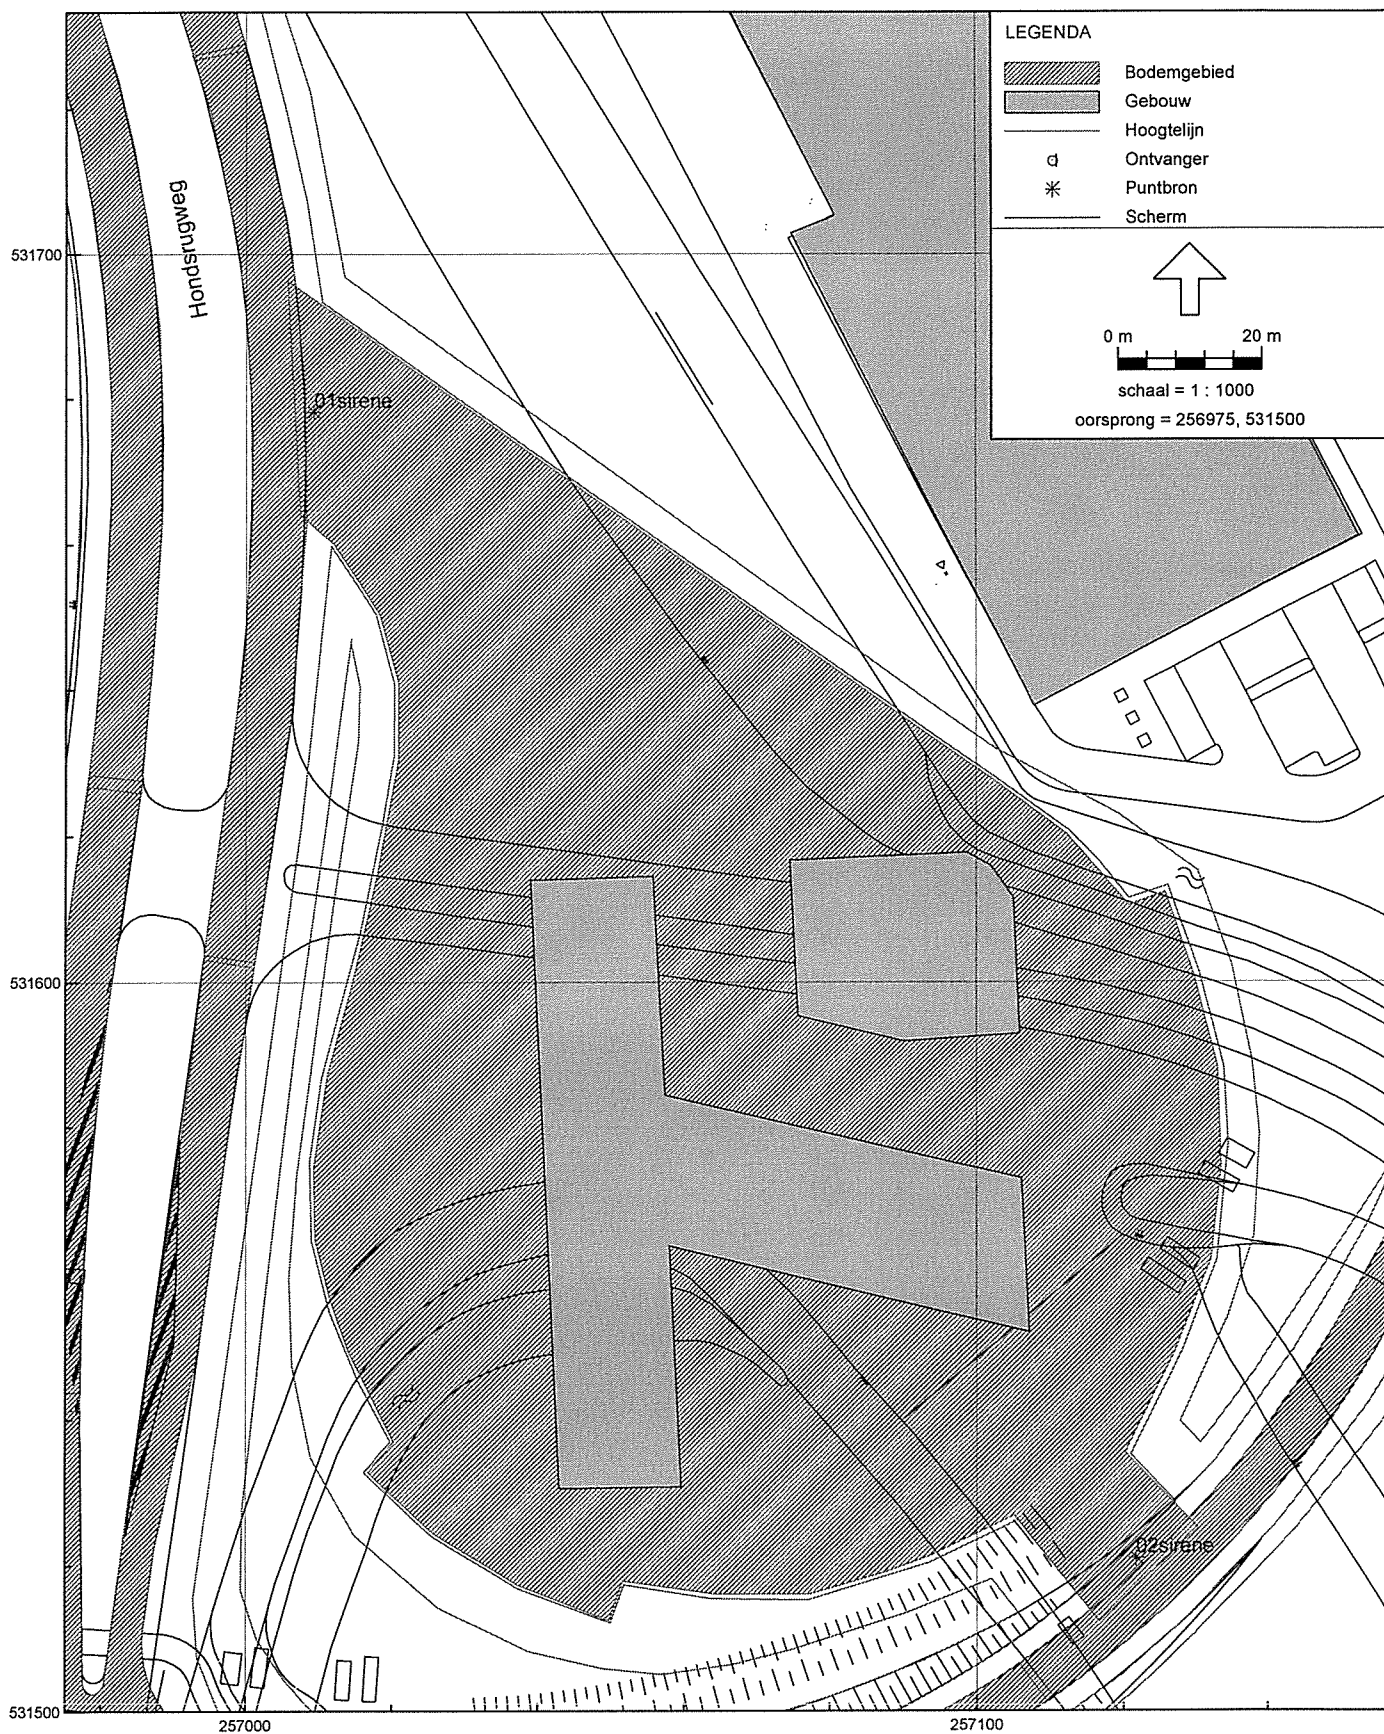 LEGENDA
Bodemgebied
Gebouw
Hoogtelijn
Ontvanger
Puntbron
Scherm
0 m 20 m
schaal = 1 : 1000
oorsprong = 256975, 531500
Hondsrugweg
531700
01sirene
531600
02sirene
531500
257000 257100